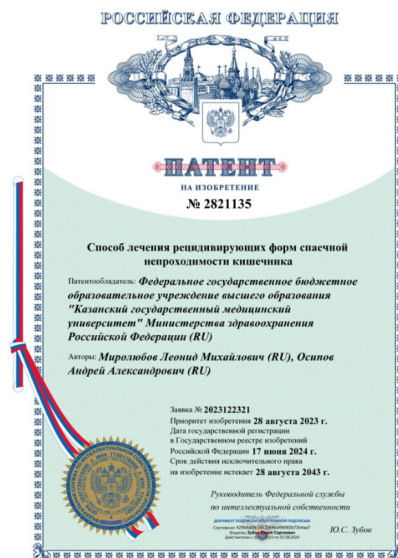 РОССИЙСКАЯ ФЕДЕРАЦИЯ
ПАТЕНТ
НА ИЗОБРЕТЕНИЕ
№ 2821135
Способ лечения рецидивирующих форм спаечной
непроходимости кишечника
Патентообладатель: Федеральное государственное бюджетное
образовательное учреждение высшего образования
"Казанский государственный медицинский
университет" Министерства здравоохранения
Российской Федерации (RU)
Авторы: Миролюбов Леонид Михайлович (RU), Осипов
Андрей Александрович (RU)
Заявка № 2023122321
Приоритет изобретения 28 августа 2023 г.
Дата государственной регистрации
в Государственном реестре изобретений
Российской Федерации 17 июня 2024 г.
Срок действия исключительного права
на изобретение истекает 28 августа 2043 г.
Руководитель Федеральной службы
по интеллектуальной собственности
ДОКУМЕНТ ПОДПИСАН ЭЛЕКТРОННОЙ ПОДПИСЬЮ
Ю.С. Зубов